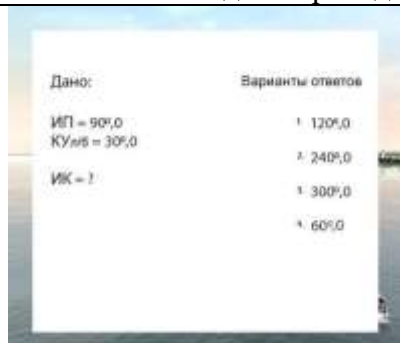 Дано:
Варианты ответов
ИП = 90º,0
КУл/б = 30º,0
ИК = ?
1. 120º,0
2. 240º,0
3. 300º,0
4. 60º,0